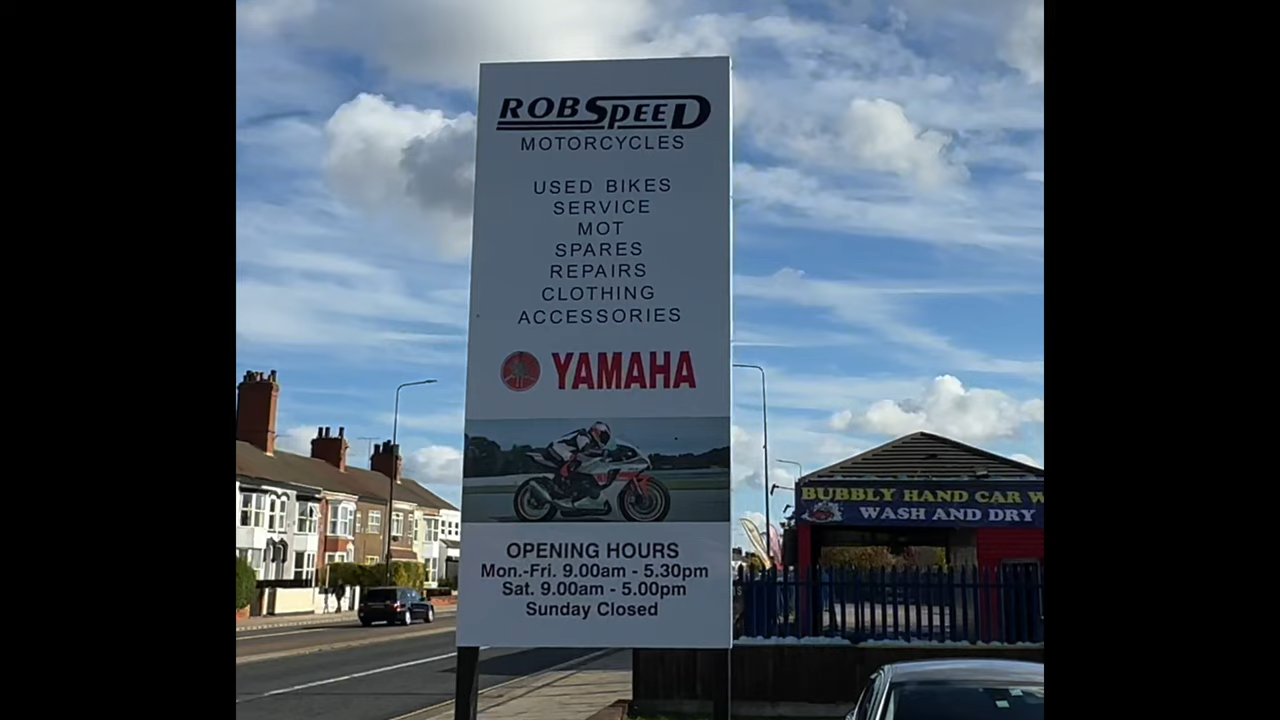 ROBSPEED
MOTORCYCLES
USED BIKES
SERVICE
MOT
SPARES
REPAIRS
CLOTHING
ACCESSORIES
YAMAHA
OPENING HOURS
Mon.-Fri. 9.00am - 5.30pm
Sat. 9.00am - 5.00pm
Sunday Closed
BUBBLY HAND CAR W
WASH AND DRY